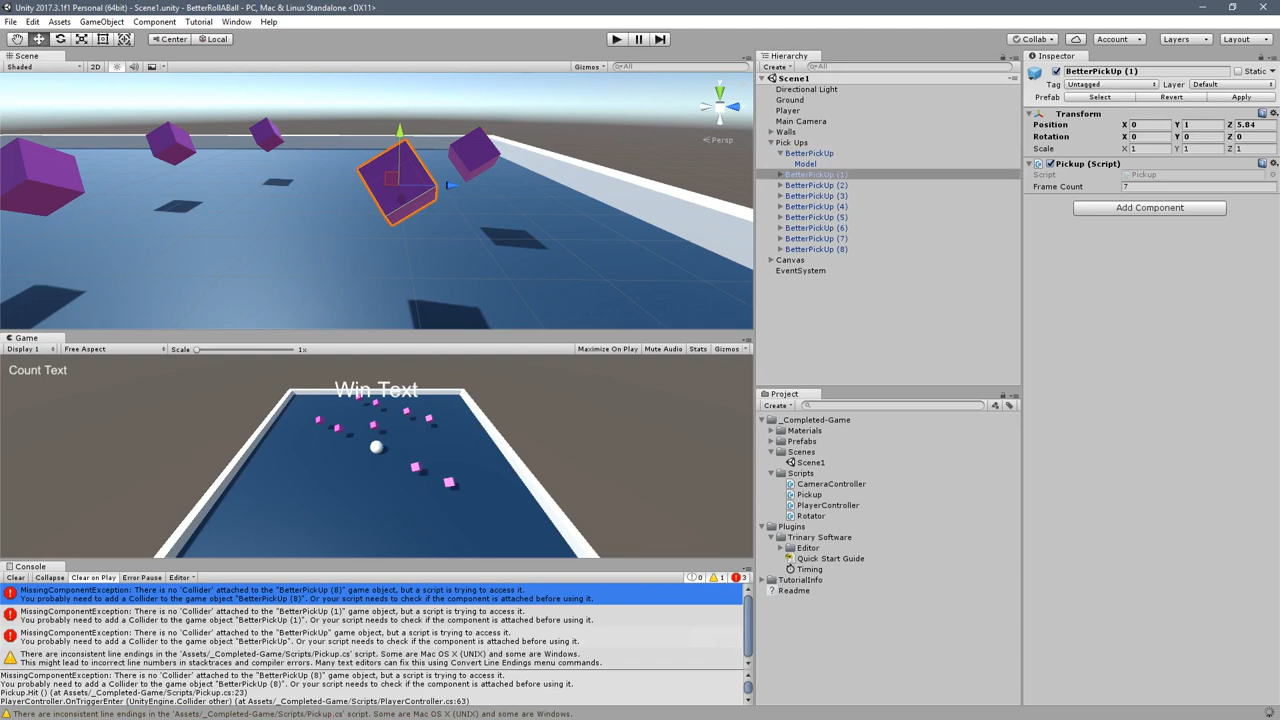 Unity 2017.3.1f1 Personal (64bit) - Scene1.unity - BetterRollABall - PC, Mac & Linux Standalone <DX11>
File Edit Assets GameObject Component Tutorial Window Help
Center Local Collab Account Layers Layout
Scene
Shaded 2D Gizmos All
y
z
Persp
Game
Display 1 Free Aspect Scale 1x Maximize On Play Mute Audio Stats Gizmos
Count Text
Win Text
Console
Clear Collapse Clear on Play Error Pause Editor 0 1 3
MissingComponentException: There is no 'Collider' attached to the "BetterPickUp (8)" game object, but a script is trying to access it.
You probably need to add a Collider to the game object "BetterPickUp (8)". Or your script needs to check if the component is attached before using it.
MissingComponentException: There is no 'Collider' attached to the "BetterPickUp (1)" game object, but a script is trying to access it.
You probably need to add a Collider to the game object "BetterPickUp (1)". Or your script needs to check if the component is attached before using it.
MissingComponentException: There is no 'Collider' attached to the "BetterPickUp" game object, but a script is trying to access it.
You probably need to add a Collider to the game object "BetterPickUp". Or your script needs to check if the component is attached before using it.
There are inconsistent line endings in the 'Assets/_Completed-Game/Scripts/Pickup.cs' script. Some are Mac OS X (UNIX) and some are Windows.
This might lead to incorrect line numbers in stacktraces and compiler errors. Many text editors can fix this using Convert Line Endings menu commands.
MissingComponentException: There is no 'Collider' attached to the "BetterPickUp (8)" game object, but a script is trying to access it.
You probably need to add a Collider to the game object "BetterPickUp (8)". Or your script needs to check if the component is attached before using it.
Pickup.Hit () (at Assets/_Completed-Game/Scripts/Pickup.cs:23)
PlayerController.OnTriggerEnter (UnityEngine.Collider other) (at Assets/_Completed-Game/Scripts/PlayerController.cs:63)
There are inconsistent line endings in the 'Assets/_Completed-Game/Scripts/Pickup.cs' script. Some are Mac OS X (UNIX) and some are Windows.
Hierarchy
Create All
Scene1
Directional Light
Ground
Player
Main Camera
Walls
Pick Ups
BetterPickUp
Model
BetterPickUp (1)
BetterPickUp (2)
BetterPickUp (3)
BetterPickUp (4)
BetterPickUp (5)
BetterPickUp (6)
BetterPickUp (7)
BetterPickUp (8)
Canvas
EventSystem
Project
Create
_Completed-Game
Materials
Prefabs
Scenes
Scene1
Scripts
CameraController
Pickup
PlayerController
Rotator
Plugins
Trinary Software
Editor
Quick Start Guide
Timing
TutorialInfo
Readme
Inspector
BetterPickUp (1) Static
Tag Untagged Layer Default
Prefab Select Revert Apply
Transform
Position X 0 Y 1 Z 5.84
Rotation X 0 Y 0 Z 0
Scale X 1 Y 1 Z 1
Pickup (Script)
Script Pickup
Frame Count 7
Add Component